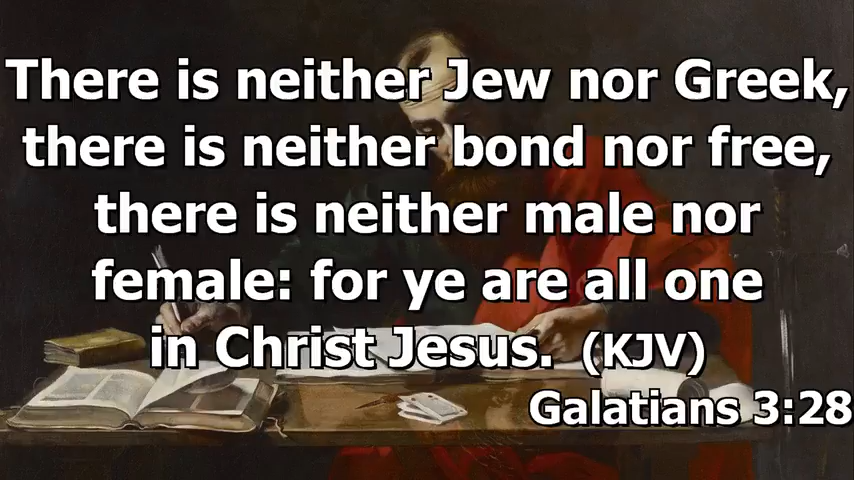 There is neither Jew nor Greek,
there is neither bond nor free,
there is neither male nor
female: for ye are all one
in Christ Jesus. (KJV)
Galatians 3:28